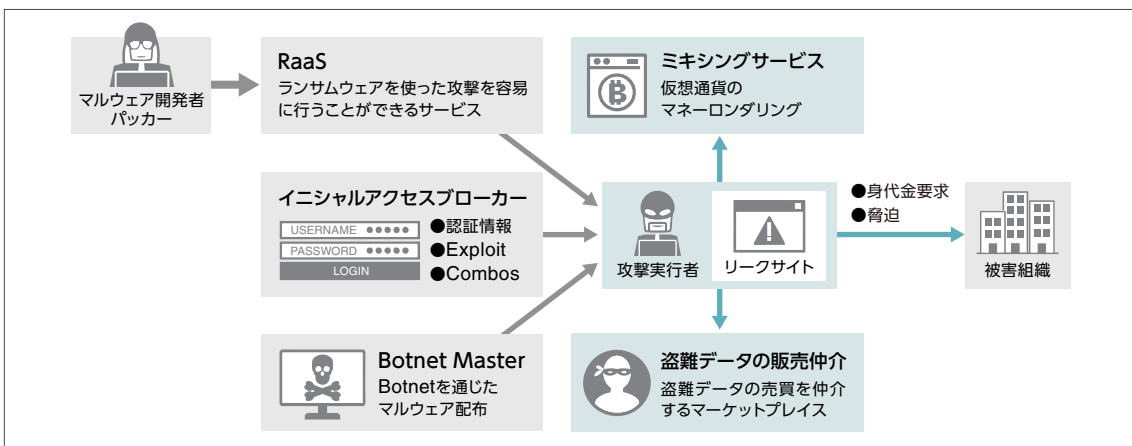 マルウェア開発者
パッカー
RaaS
ランサムウェアを使った攻撃を容易
に行うことができるサービス
ミキシングサービス
仮想通貨の
マネーロンダリング
イニシャルアクセスブローカー
USERNAME ●●●●●
PASSWORD ●●●●●
LOGIN
●認証情報
●Exploit
●Combos
攻撃実行者
リークサイト
●身代金要求
●脅迫
被害組織
Botnet Master
Botnetを通じた
マルウェア配布
盗難データの販売仲介
盗難データの売買を仲介
するマーケットプレイス